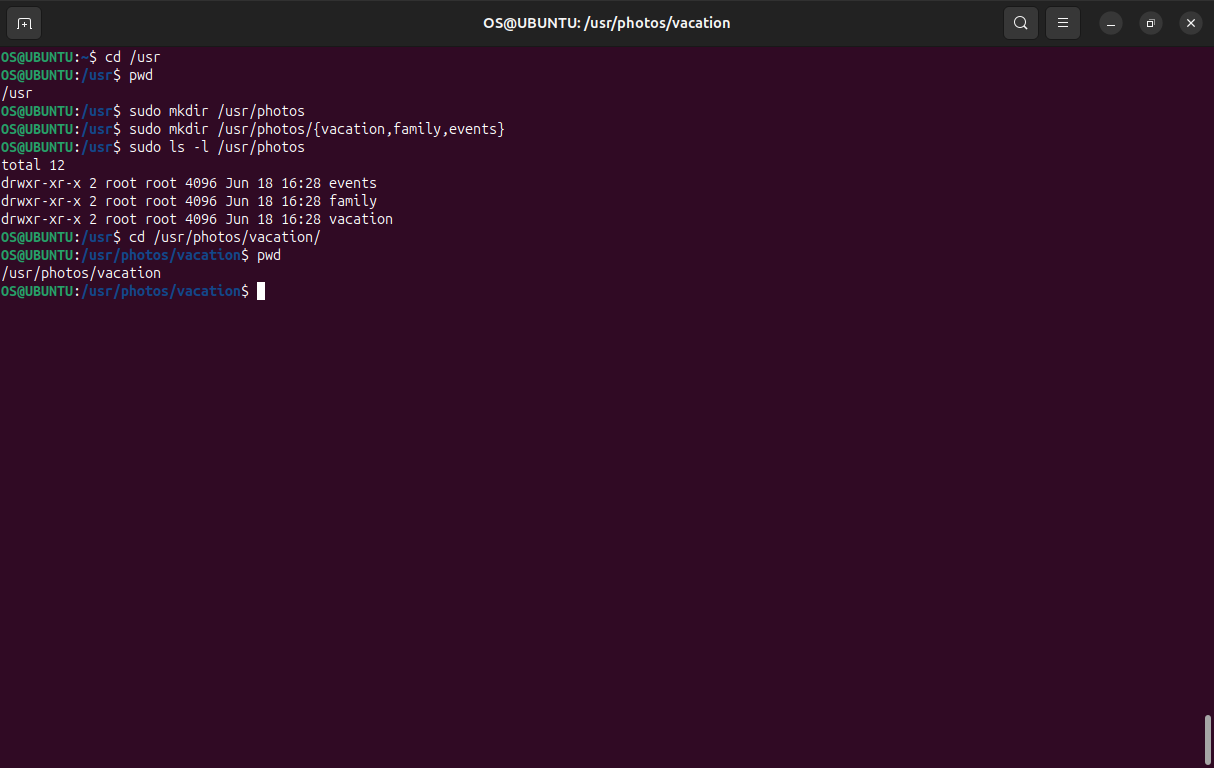 OS@UBUNTU: /usr/photos/vacation
OS@UBUNTU:~$ cd /usr
OS@UBUNTU:/usr$ pwd
/usr
OS@UBUNTU:/usr$ sudo mkdir /usr/photos
OS@UBUNTU:/usr$ sudo mkdir /usr/photos/{vacation,family,events}
OS@UBUNTU:/usr$ sudo ls -l /usr/photos
total 12
drwxr-xr-x 2 root root 4096 Jun 18 16:28 events
drwxr-xr-x 2 root root 4096 Jun 18 16:28 family
drwxr-xr-x 2 root root 4096 Jun 18 16:28 vacation
OS@UBUNTU:/usr$ cd /usr/photos/vacation/
OS@UBUNTU:/usr/photos/vacation$ pwd
/usr/photos/vacation
OS@UBUNTU:/usr/photos/vacation$